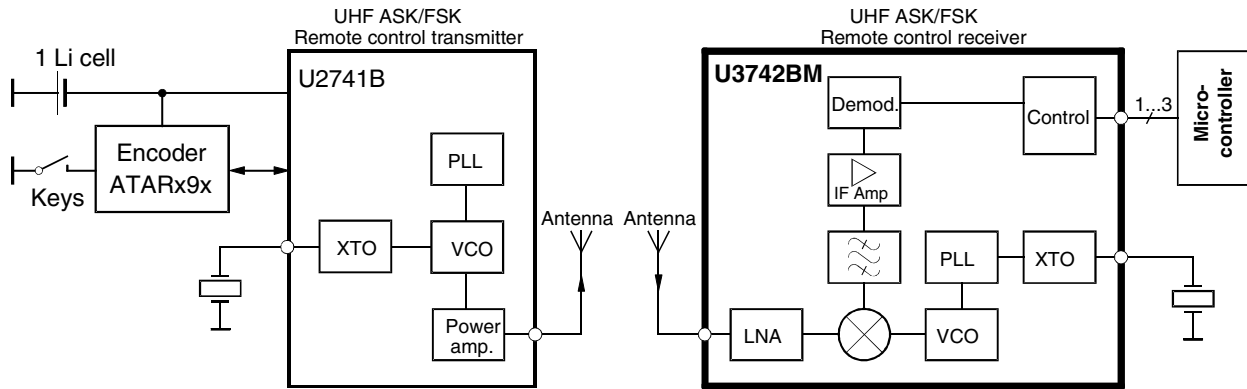 UHF ASK/FSK
Remote control transmitter
1 Li cell
U2741B
Encoder
ATARx9x
Keys
PLL
XTO
VCO
Power
amp.
Antenna
UHF ASK/FSK
Remote control receiver
U3742BM
Antenna
Demod.
Control
1...3
Micro-
controller
IF Amp
PLL
XTO
LNA
VCO